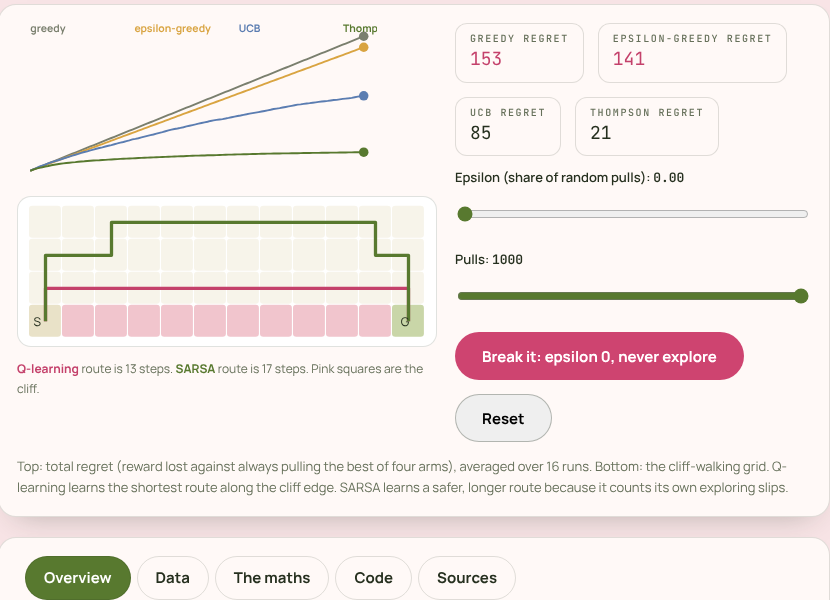 greedy epsilon-greedy UCB Thomp
GREEDY REGRET
153
EPSILON-GREEDY REGRET
141
UCB REGRET
85
THOMPSON REGRET
21
Epsilon (share of random pulls): 0.00
Pulls: 1000
Break it: epsilon 0, never explore
Reset
S G
Q-learning route is 13 steps. SARSA route is 17 steps. Pink squares are the
cliff.
Top: total regret (reward lost against always pulling the best of four arms), averaged over 16 runs. Bottom: the cliff-walking grid. Q-
learning learns the shortest route along the cliff edge. SARSA learns a safer, longer route because it counts its own exploring slips.
Overview Data The maths Code Sources